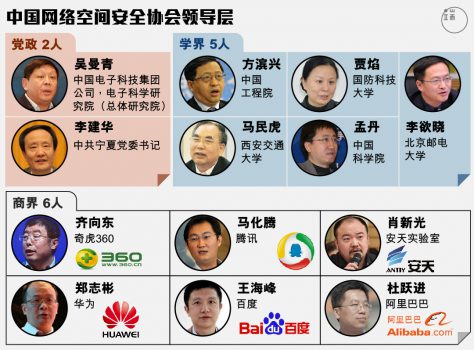 中国网络空间安全协会领导层
党政 2人
吴曼青
中国电子科技集团
公司·电子科学研
究院（总体研究院）
李建华
中共宁夏党委书记
学界 5人
方滨兴
中国
工程院
贾焰
国防科技
大学
李欲晓
北京邮电
大学
马民虎
西安交通
大学
孟丹
中国
科学院
商界 6人
齐向东
奇虎360
360
www.360.cn
马化腾
腾讯
肖新光
安天实验室
ANTIY 安天
郑志彬
华为
HUAWEI
王海峰
百度
Bai du 百度
杜跃进
阿里巴巴
阿里巴巴
Alibaba.com